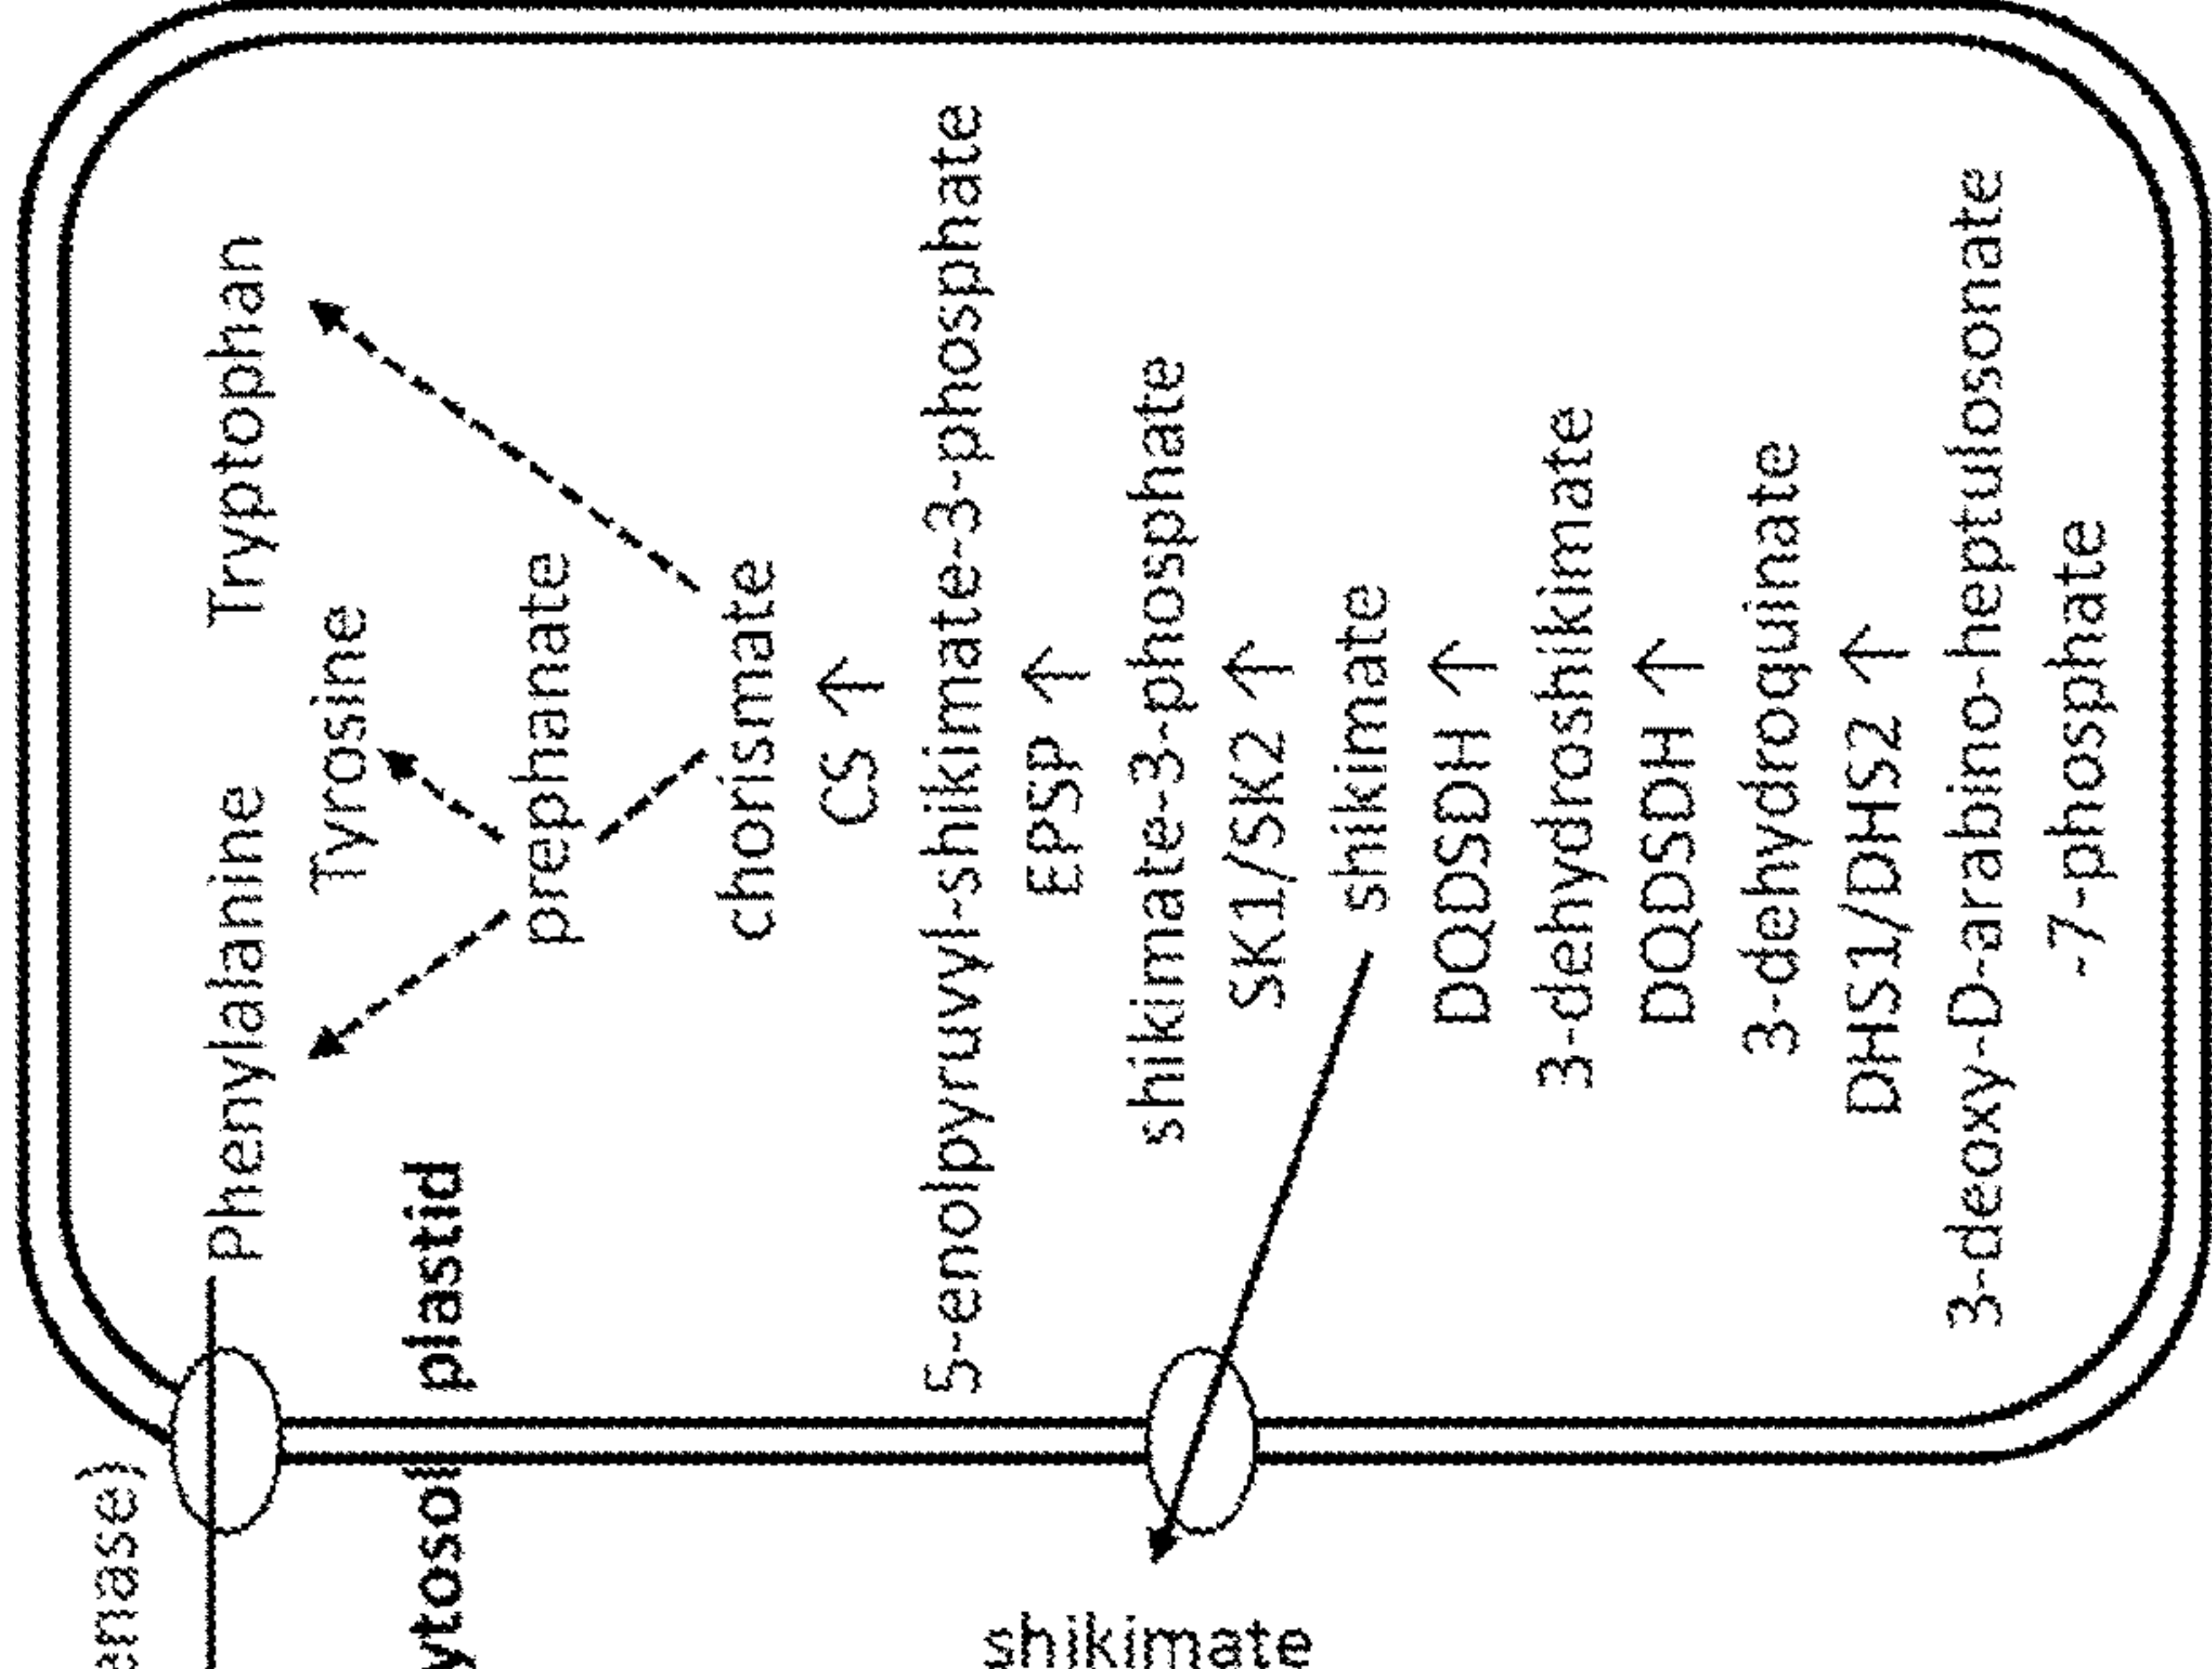 Phenylalanine Tryptophan
Tyrosine
plastid
prephanate
chorismate
CS ↑
5-enolpyruvyl-shikimate-3-phosphate
EPSP ↑
shikimate-3-phosphate
SK1/SK2 ↑
shikimate
DQDSDH ↑
3-dehydroshikimate
DQDSDH ↑
3-dehydroquinate
DHS1/DHS2 ↑
3-deoxy-D-arabino-heptulosonate
-7-phosphate
shikimate